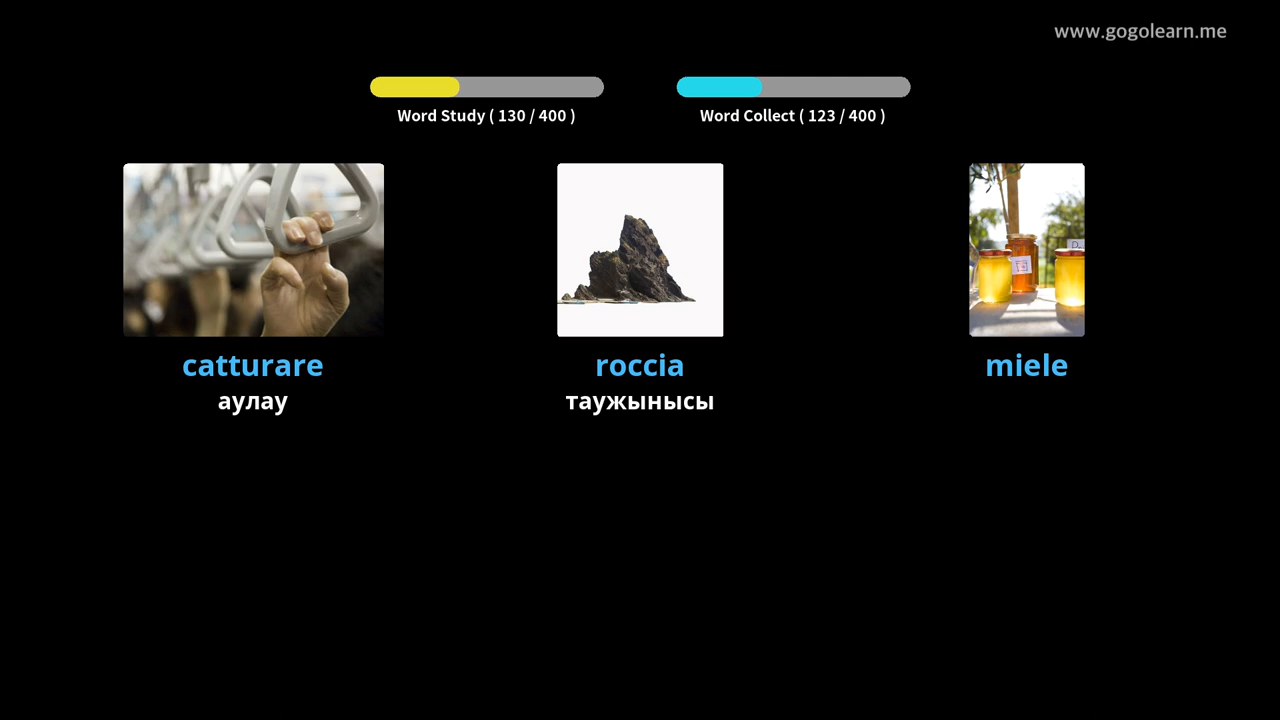 www.gogolearn.me
Word Study ( 130 / 400 )
Word Collect ( 123 / 400 )
catturare
roccia
miele
аулау
таужынысы